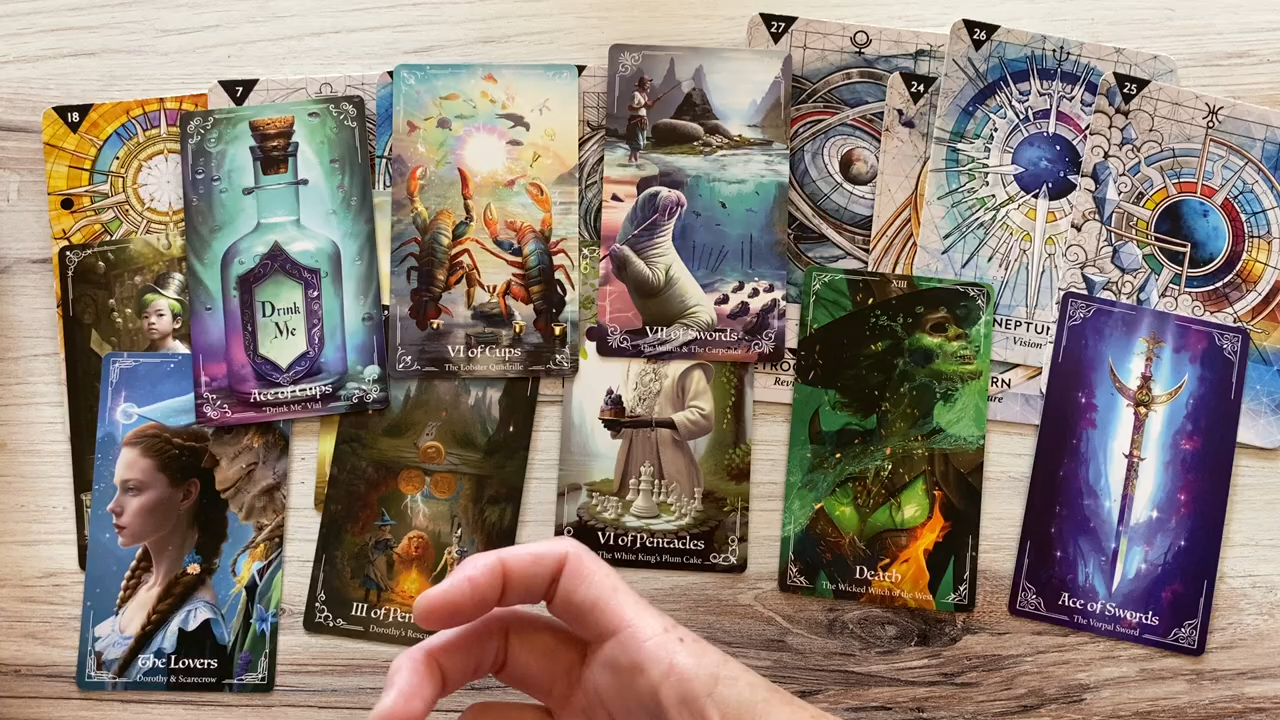 18
7
27
26
24
25
Drink
Me
Ace of Cups
"Drink Me" Vial
VI of Cups
The Lobster Quadrille
VII of Swords
The Walrus & The Carpenter
NEPTUN
Vision
The Lovers
Dorothy & Scarecrow
III of Pen
Dorothy's Rescu
VI of Pentacles
The White King's Plum Cake
XIII
Death
The Wicked Witch of the West
Ace of Swords
The Vorpal Sword